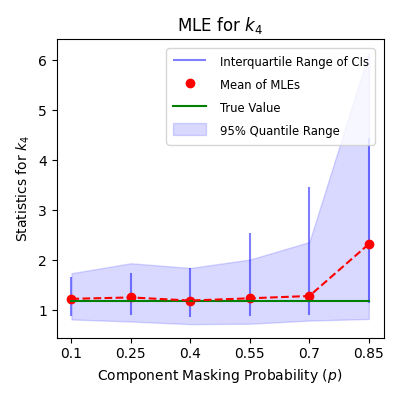 MLE for k₄
Interquartile Range of CIs
Mean of MLEs
True Value
95% Quantile Range
Statistics for k₄
6
5
4
3
2
1
0.1 0.25 0.4 0.55 0.7 0.85
Component Masking Probability (p)